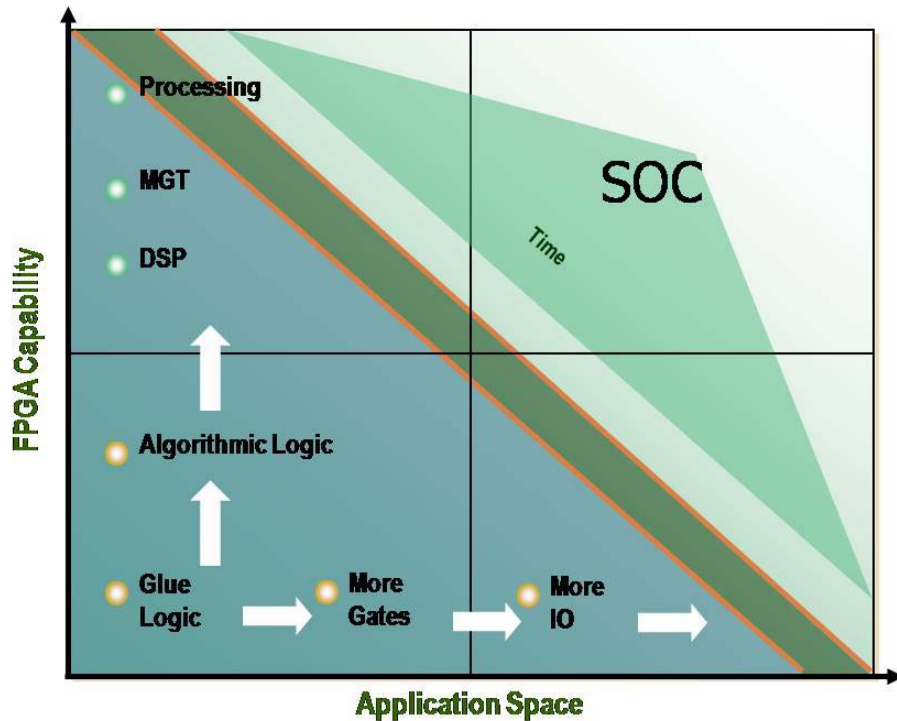 Processing
MGT
SOC
Time
DSP
FPGA Capability
Algorithmic Logic
Glue
Logic
More
Gates
More
IO
Application Space